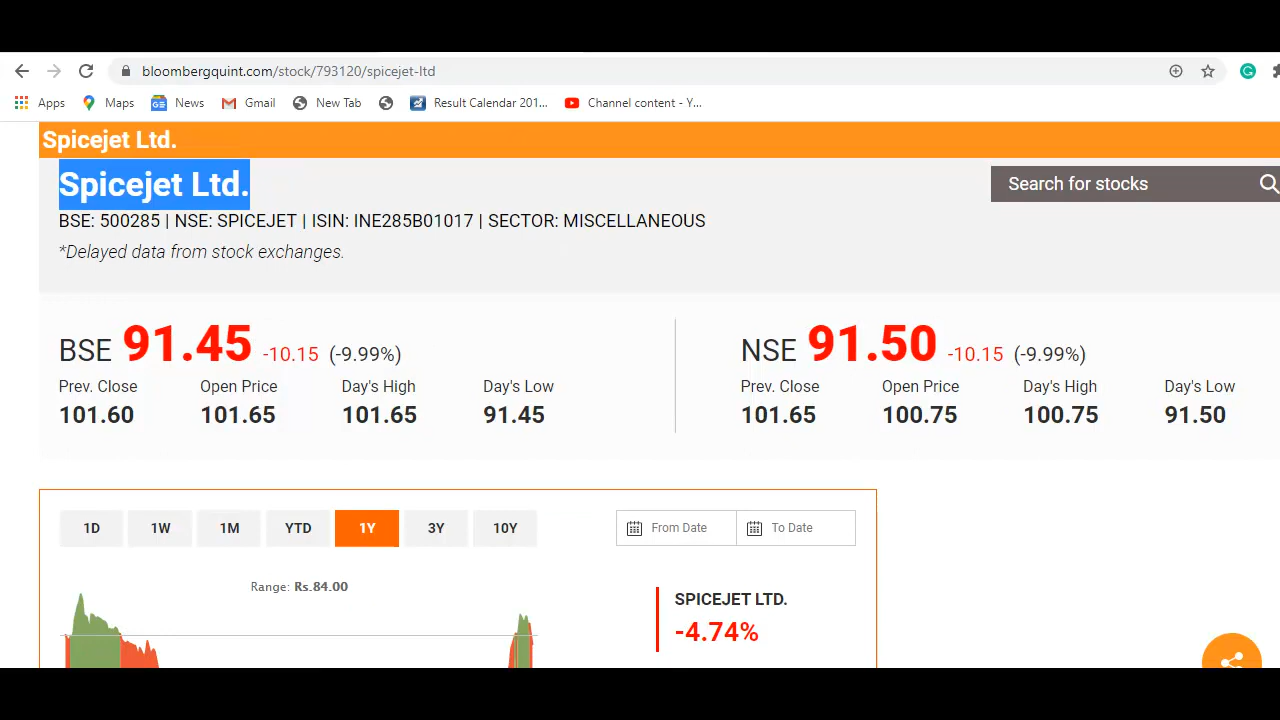 bloombergquint.com/stock/793120/spicejet-ltd
Apps Maps News Gmail New Tab Result Calendar 201... Channel content - Y...
Spicejet Ltd.
Spicejet Ltd.
Search for stocks
BSE: 500285 | NSE: SPICEJET | ISIN: INE285B01017 | SECTOR: MISCELLANEOUS
*Delayed data from stock exchanges.
BSE 91.45 -10.15 (-9.99%)
Prev. Close Open Price Day's High Day's Low
101.60 101.65 101.65 91.45
NSE 91.50 -10.15 (-9.99%)
Prev. Close Open Price Day's High Day's Low
101.65 100.75 100.75 91.50
1D 1W 1M YTD 1Y 3Y 10Y
From Date To Date
Range: Rs.84.00
SPICEJET LTD.
-4.74%